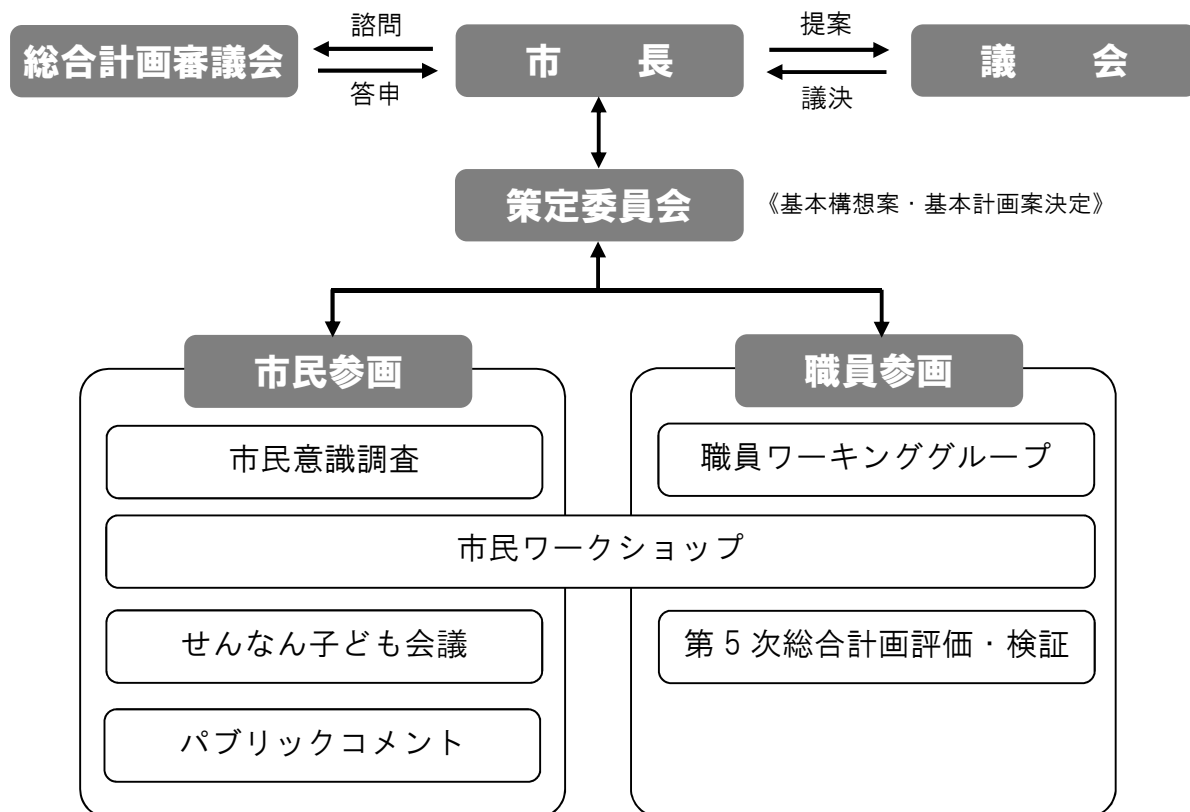 諮問
提案
総合計画審議会
市長
議会
答申
議決
策定委員会
《基本構想案・基本計画案決定》
市民参画
職員参画
市民意識調査
職員ワーキンググループ
市民ワークショップ
せんなん子ども会議
第5次総合計画評価・検証
パブリックコメント